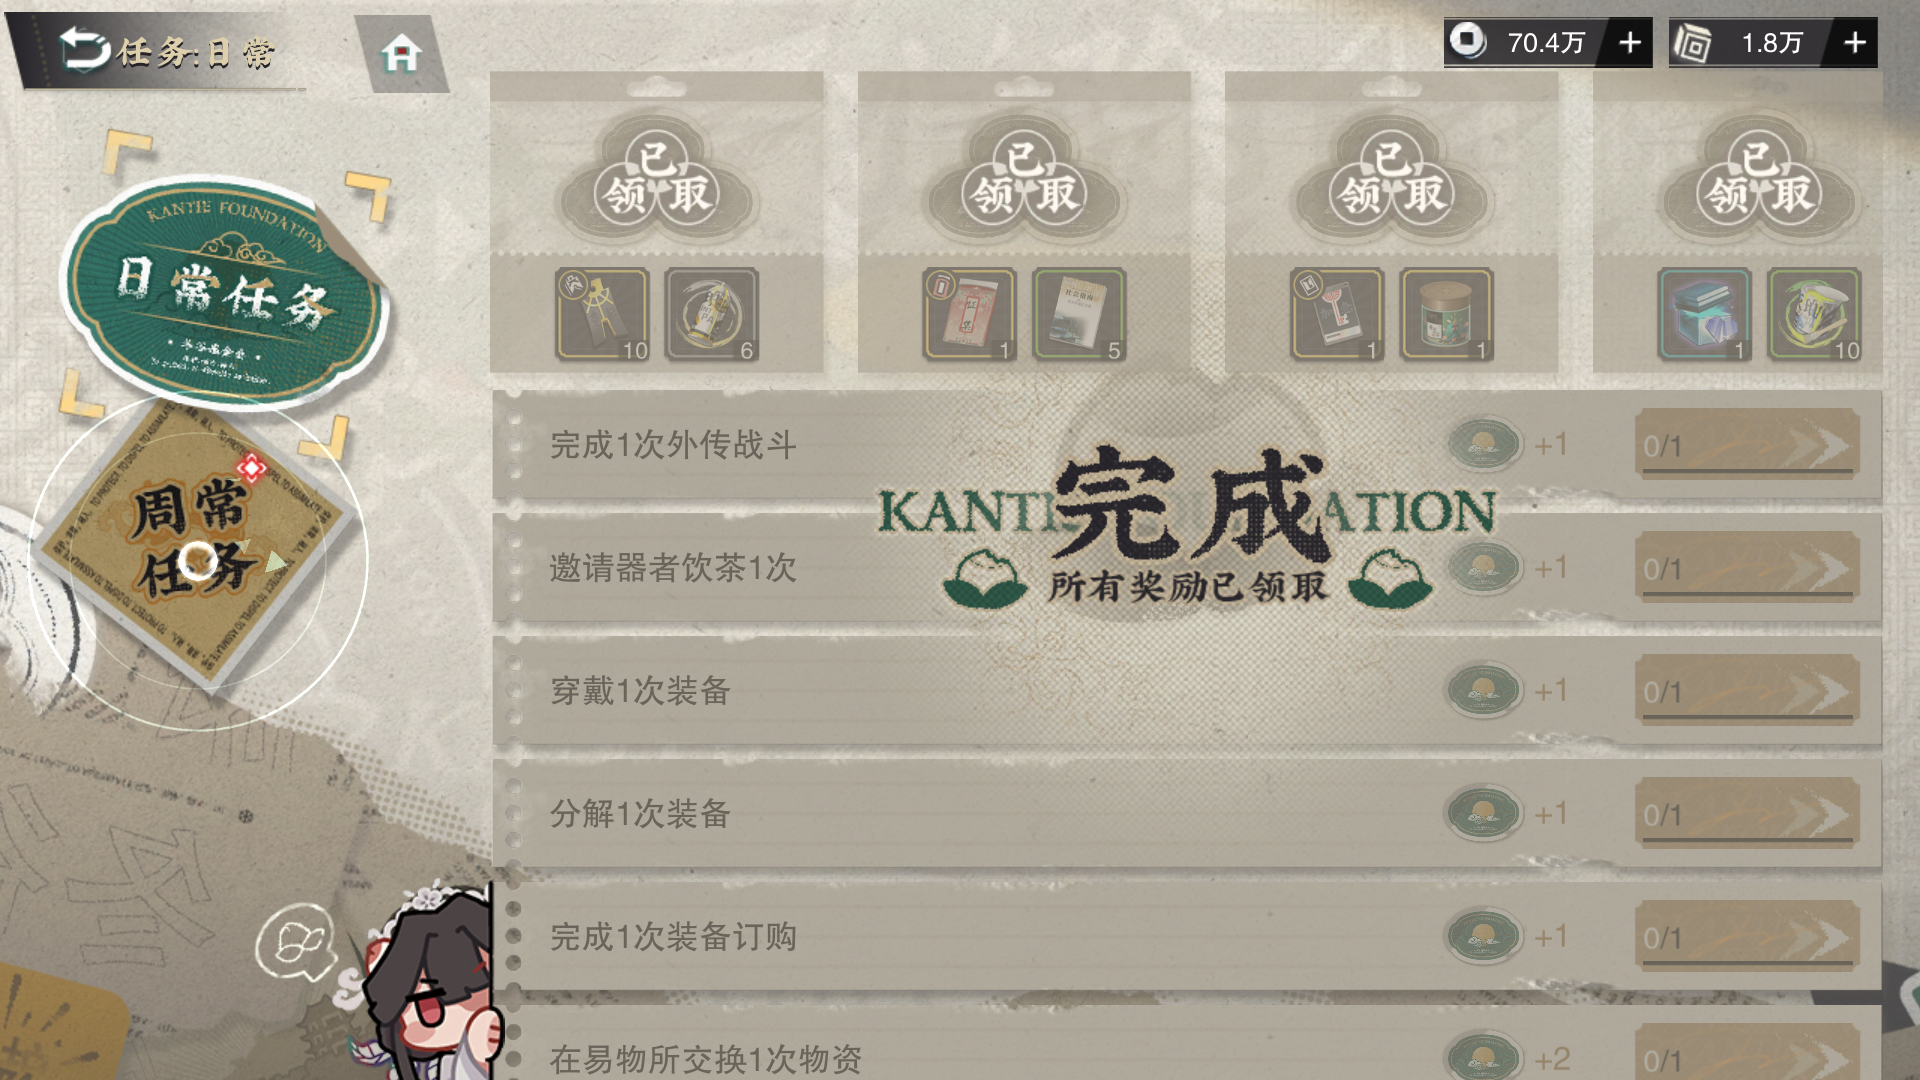 任务:日常
70.4万
1.8万
KANTIE FOUNDATION
日常任务
周常
任务
已领取
已领取
已领取
已领取
10
6
1
5
1
1
1
10
完成1次外传战斗
+1
0/1
邀请器者饮茶1次
+1
0/1
完成
所有奖励已领取
穿戴1次装备
+1
0/1
分解1次装备
+1
0/1
完成1次装备订购
+1
0/1
在易物所交换1次物资
+2
0/1